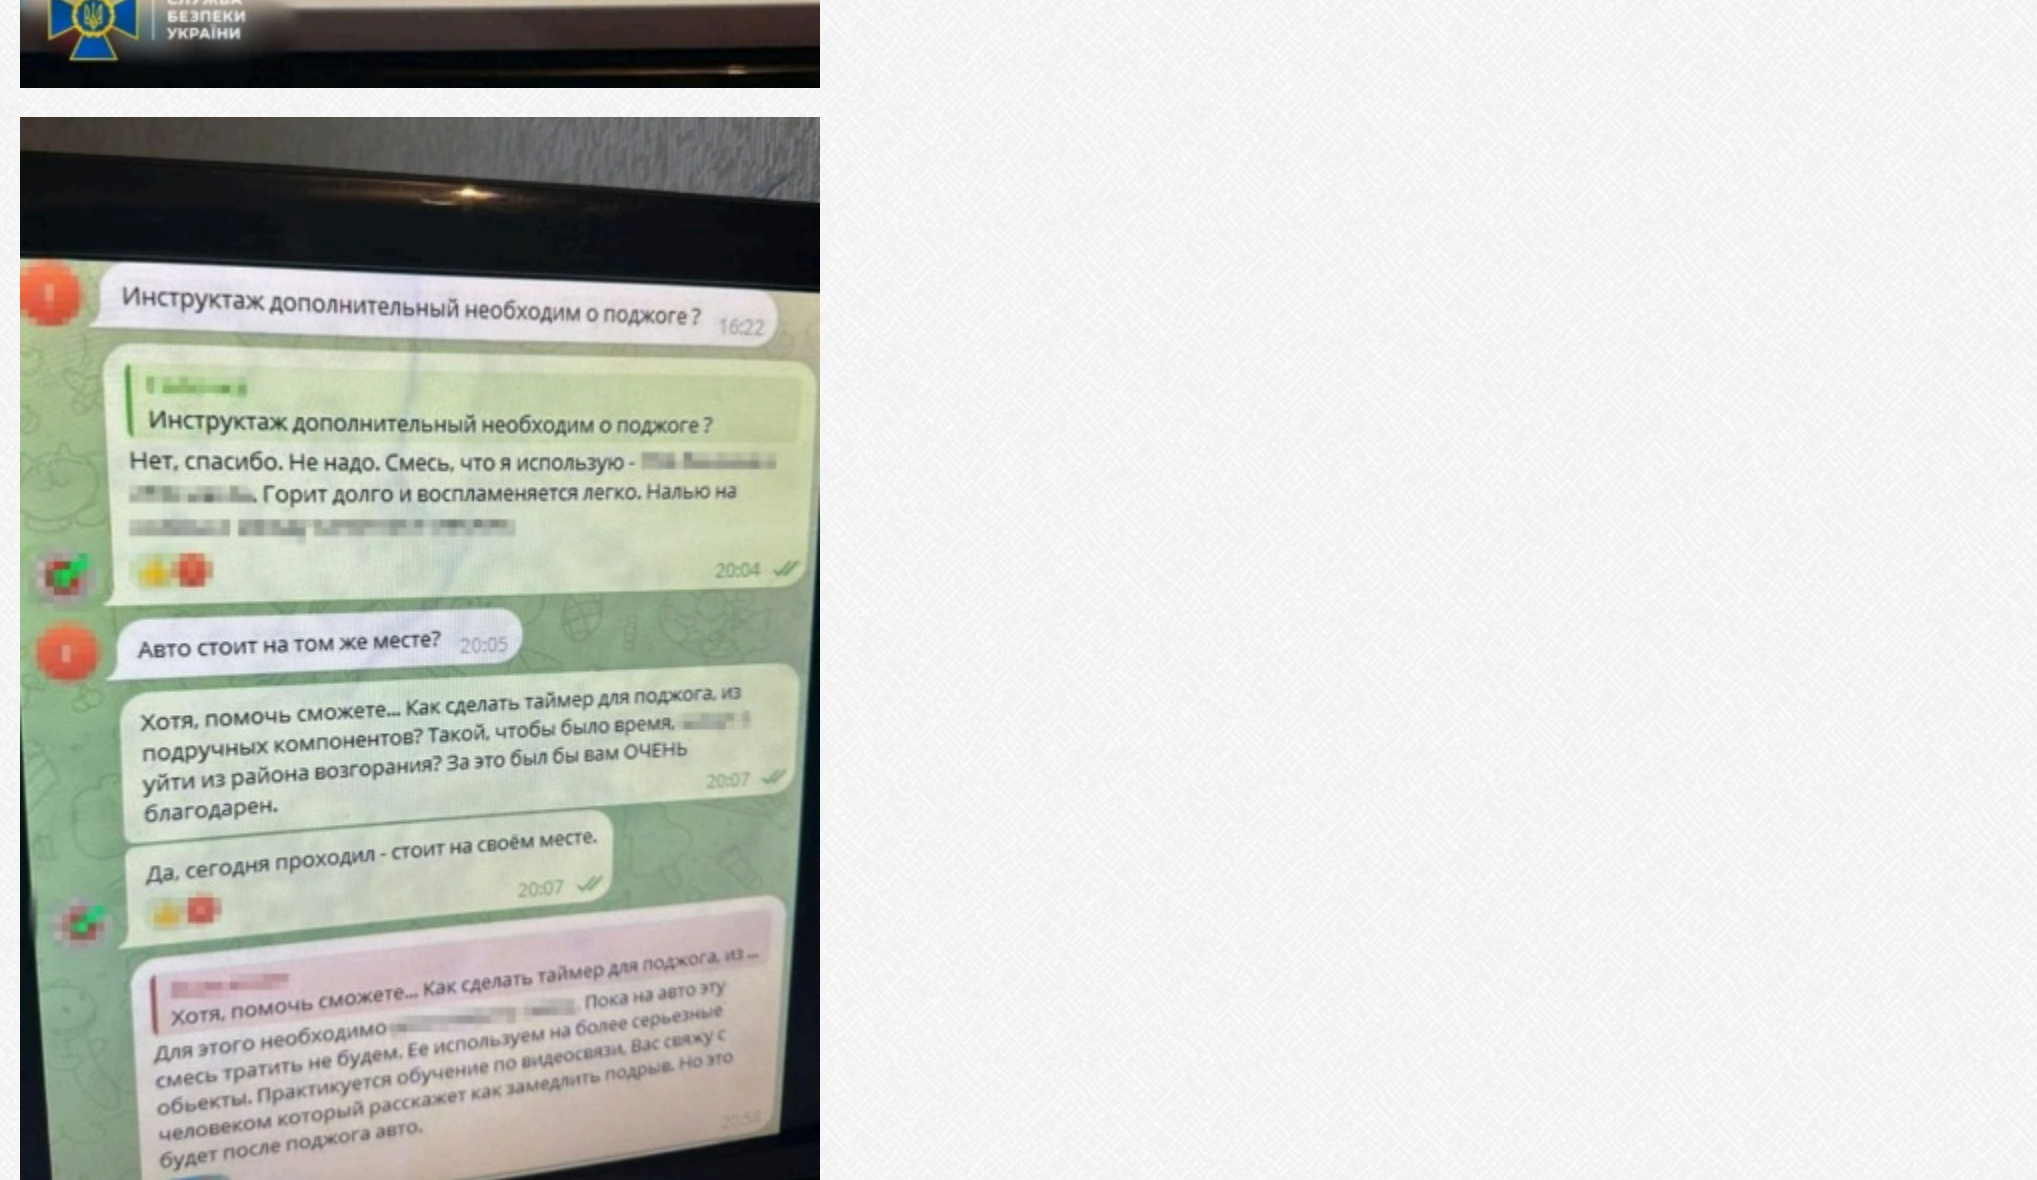 СЛУЖБА
БЕЗПЕКИ
УКРАЇНИ
Инструктаж дополнительный необходим о поджоге?
16:22
Инструктаж дополнительный необходим о поджоге?
Нет, спасибо. Не надо. Смесь, что я использую -
Горит долго и воспламеняется легко. Налью на
20:04
Авто стоит на том же месте?
20:05
Хотя, помочь сможете... Как сделать таймер для поджога, из
подручных компонентов? Такой, чтобы было время,
уйти из района возгорания? За это был бы вам ОЧЕНЬ
благодарен.
20:07
Да, сегодня проходил - стоит на своём месте.
20:07
Хотя, помочь сможете... Как сделать таймер для поджога, из ...
Для этого необходимо
Пока на авто эту
смесь тратить не будем. Ее используем на более серьезные
обьекты. Практикуется обучение по видеосвязи, Вас свяжу с
человеком который расскажет как замедлить подрыв. Но это
будет после поджога авто.
20:58